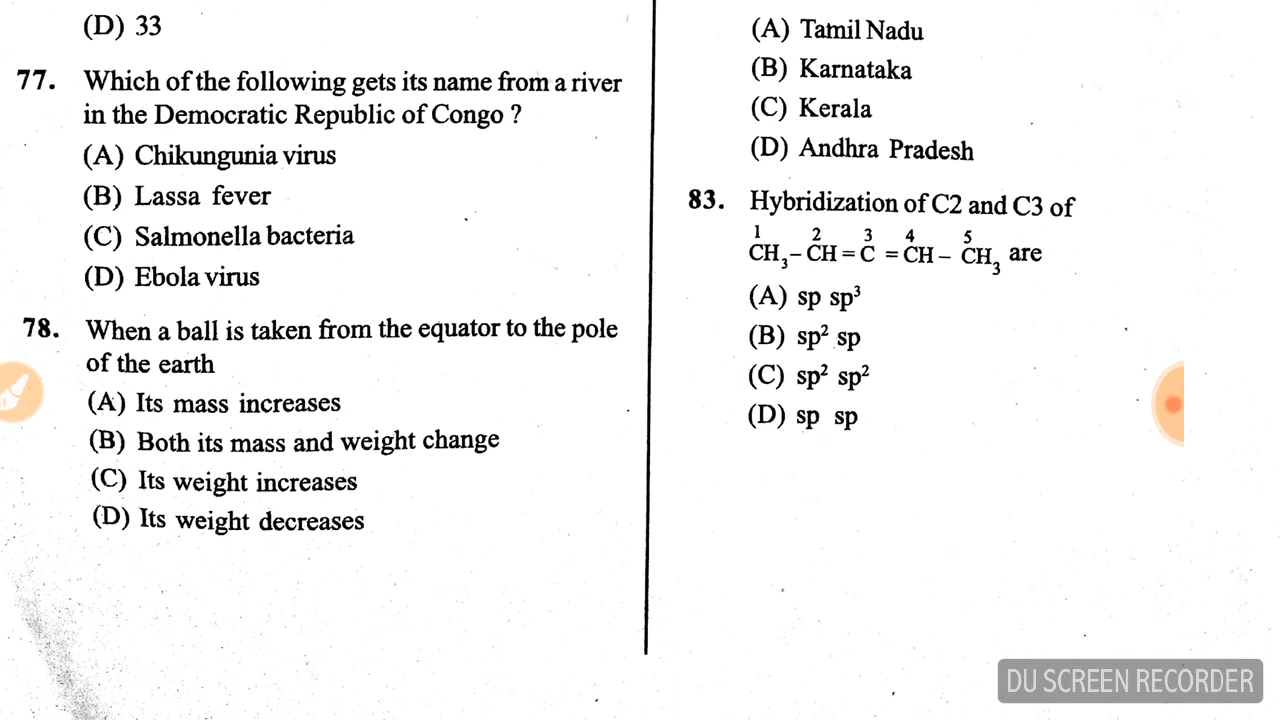 (D) 33
77. Which of the following gets its name from a river
in the Democratic Republic of Congo ?
(A) Chikungunia virus
(B) Lassa fever
(C) Salmonella bacteria
(D) Ebola virus
78. When a ball is taken from the equator to the pole
of the earth
(A) Its mass increases
(B) Both its mass and weight change
(C) Its weight increases
(D) Its weight decreases
(A) Tamil Nadu
(B) Karnataka
(C) Kerala
(D) Andhra Pradesh
83. Hybridization of C2 and C3 of
1 2 3 4 5
CH₃– CH = C = CH – CH₃ are
(A) sp sp³
(B) sp² sp
(C) sp² sp²
(D) sp sp
DU SCREEN RECORDER